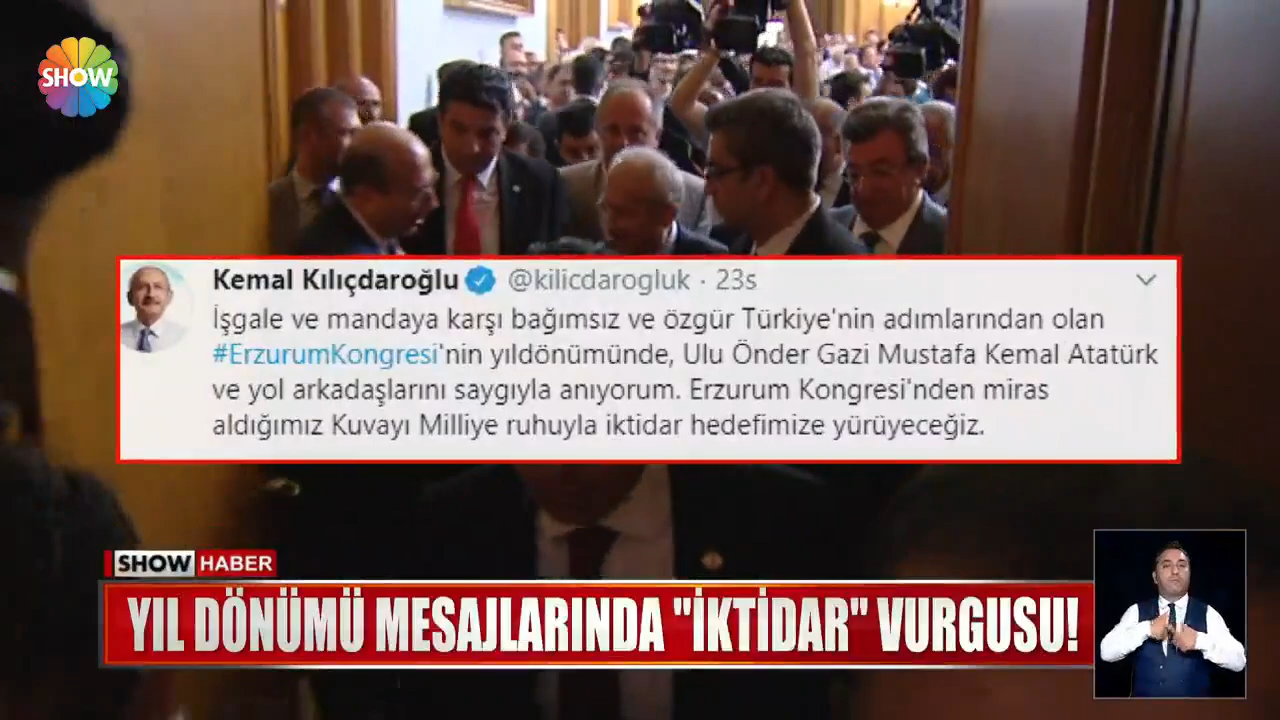 SHOW
Kemal Kılıçdaroğlu @kilicdarogluk · 23s
İşgale ve mandaya karşı bağımsız ve özgür Türkiye'nin adımlarından olan
#ErzurumKongresi'nin yıldönümünde, Ulu Önder Gazi Mustafa Kemal Atatürk
ve yol arkadaşlarını saygıyla anıyorum. Erzurum Kongresi'nden miras
aldığımız Kuvayı Milliye ruhuyla iktidar hedefimize yürüyeceğiz.
SHOW HABER
YIL DÖNÜMÜ MESAJLARINDA "İKTİDAR" VURGUSU!